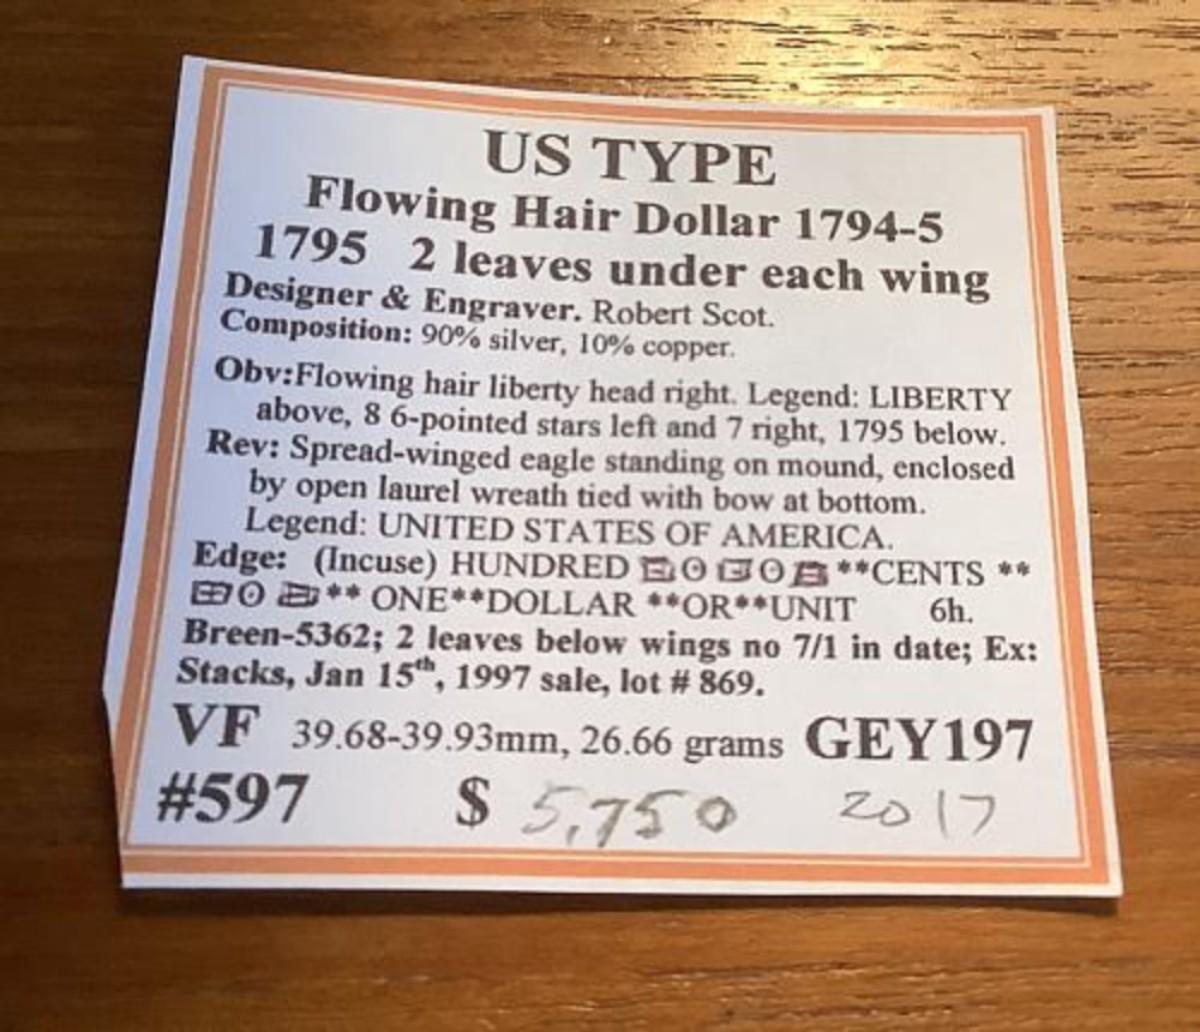 US TYPE
Flowing Hair Dollar 1794-5
1795 2 leaves under each wing
Designer & Engraver. Robert Scot.
Composition: 90% silver, 10% copper.
Obv:Flowing hair liberty head right. Legend: LIBERTY
above, 8 6-pointed stars left and 7 right, 1795 below.
Rev: Spread-winged eagle standing on mound, enclosed
by open laurel wreath tied with bow at bottom.
Legend: UNITED STATES OF AMERICA.
Edge: (Incuse) HUNDRED **CENTS **
** ONE**DOLLAR **OR**UNIT 6h.
Breen-5362; 2 leaves below wings no 7/1 in date; Ex:
Stacks, Jan 15th, 1997 sale, lot # 869.
VF 39.68-39.93mm, 26.66 grams GEY197
#597 $ 5,750 2017